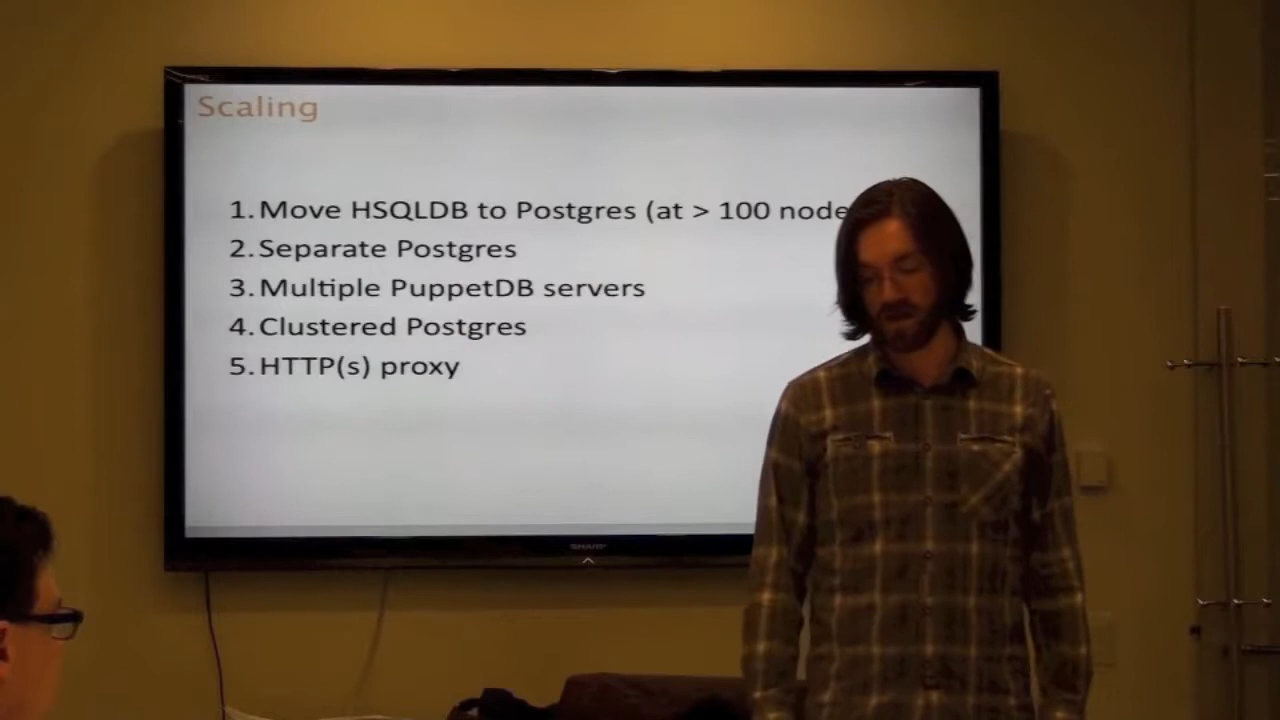 Scaling
1. Move HSQLDB to Postgres (at > 100 node
2. Separate Postgres
3. Multiple PuppetDB servers
4. Clustered Postgres
5. HTTP(s) proxy
SHARP